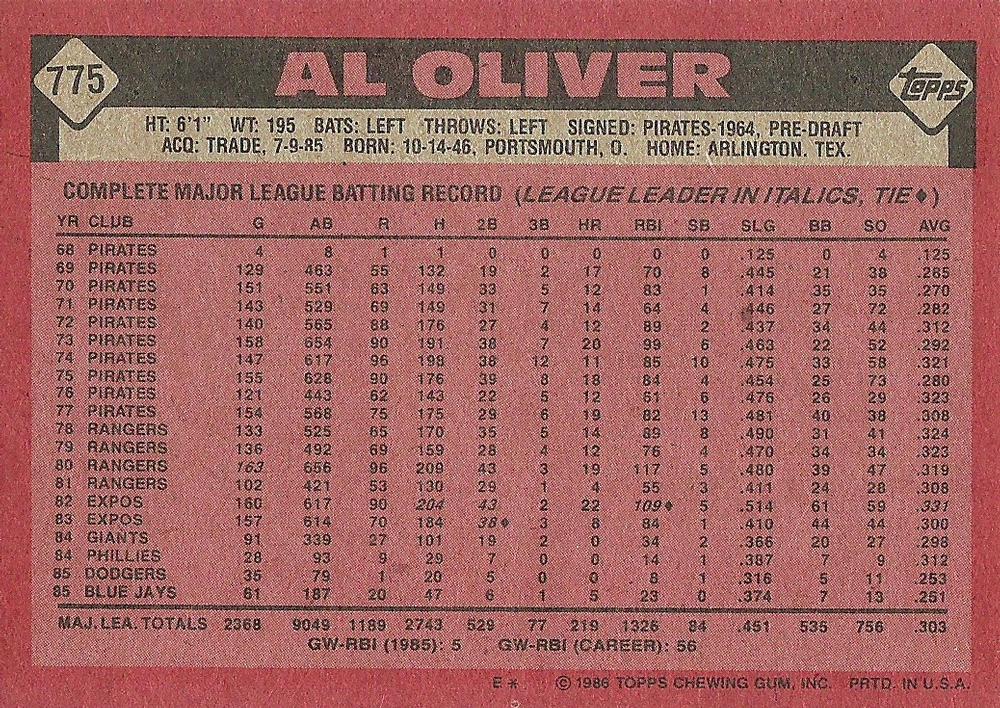 775 AL OLIVER Topps
HT: 6'1" WT: 195 BATS: LEFT THROWS: LEFT SIGNED: PIRATES-1964, PRE-DRAFT
ACQ: TRADE, 7-9-85 BORN: 10-14-46, PORTSMOUTH, O. HOME: ARLINGTON. TEX.
COMPLETE MAJOR LEAGUE BATTING RECORD (LEAGUE LEADER IN ITALICS, TIE♦)
YR CLUB G AB R H 2B 3B HR RBI SB SLG BB SO AVG
68 PIRATES 4 8 1 1 0 0 0 0 0 .125 0 4 .125
69 PIRATES 129 463 55 132 19 2 17 70 8 .445 21 38 .285
70 PIRATES 151 551 63 149 33 5 12 83 1 .414 35 35 .270
71 PIRATES 143 529 69 149 31 7 14 64 4 .446 27 72 .282
72 PIRATES 140 565 88 176 27 4 12 89 2 .437 34 44 .312
73 PIRATES 158 654 90 191 38 7 20 99 6 .463 22 52 .292
74 PIRATES 147 617 96 198 38 12 11 85 10 .475 33 58 .321
75 PIRATES 155 628 90 176 39 8 18 84 4 .454 25 73 .280
76 PIRATES 121 443 62 143 22 5 12 61 6 .476 26 29 .323
77 PIRATES 154 568 75 175 29 6 19 82 13 .481 40 38 .308
78 RANGERS 133 525 65 170 35 5 14 89 8 .490 31 41 .324
79 RANGERS 136 492 69 159 28 4 12 76 4 .470 34 34 .323
80 RANGERS 163 656 96 209 43 3 19 117 5 .480 39 47 .319
81 RANGERS 102 421 53 130 29 1 4 55 3 .411 24 28 .308
82 EXPOS 160 617 90 204 43 2 22 109♦ 5 .514 61 59 .331
83 EXPOS 157 614 70 184 38♦ 3 8 84 1 .410 44 44 .300
84 GIANTS 91 339 27 101 19 2 0 34 2 .366 20 27 .298
84 PHILLIES 28 93 9 29 7 0 0 14 1 .387 7 9 .312
85 DODGERS 35 79 1 20 5 0 0 8 1 .316 5 11 .253
85 BLUE JAYS 61 187 20 47 6 1 5 23 0 .374 7 13 .251
MAJ. LEA. TOTALS 2368 9049 1189 2743 529 77 219 1326 84 .451 535 756 .303
GW-RBI (1985): 5 GW-RBI (CAREER): 56
E * © 1986 TOPPS CHEWING GUM, INC. PRTD. IN U.S.A.